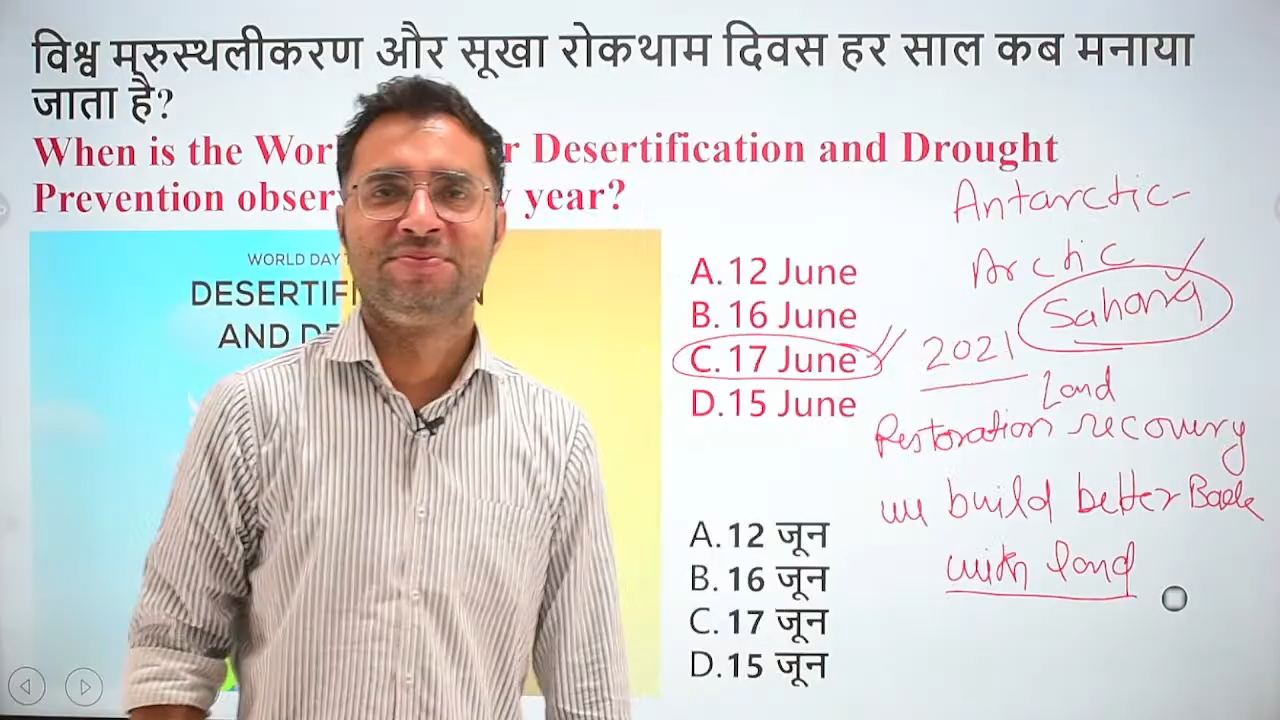 विश्व मरुस्थलीकरण और सूखा रोकथाम दिवस हर साल कब मनाया
जाता है?
When is the Wor r Desertification and Drought
Prevention obser y year?
WORLD DAY T
DESERTIFI N
AND D
A. 12 June
B. 16 June
C. 17 June
D. 15 June
A. 12 जून
B. 16 जून
C. 17 जून
D. 15 जून
Antarctic-
Arctic
Sahara
2021
Land
Restoration recovery
we build better Back
with land